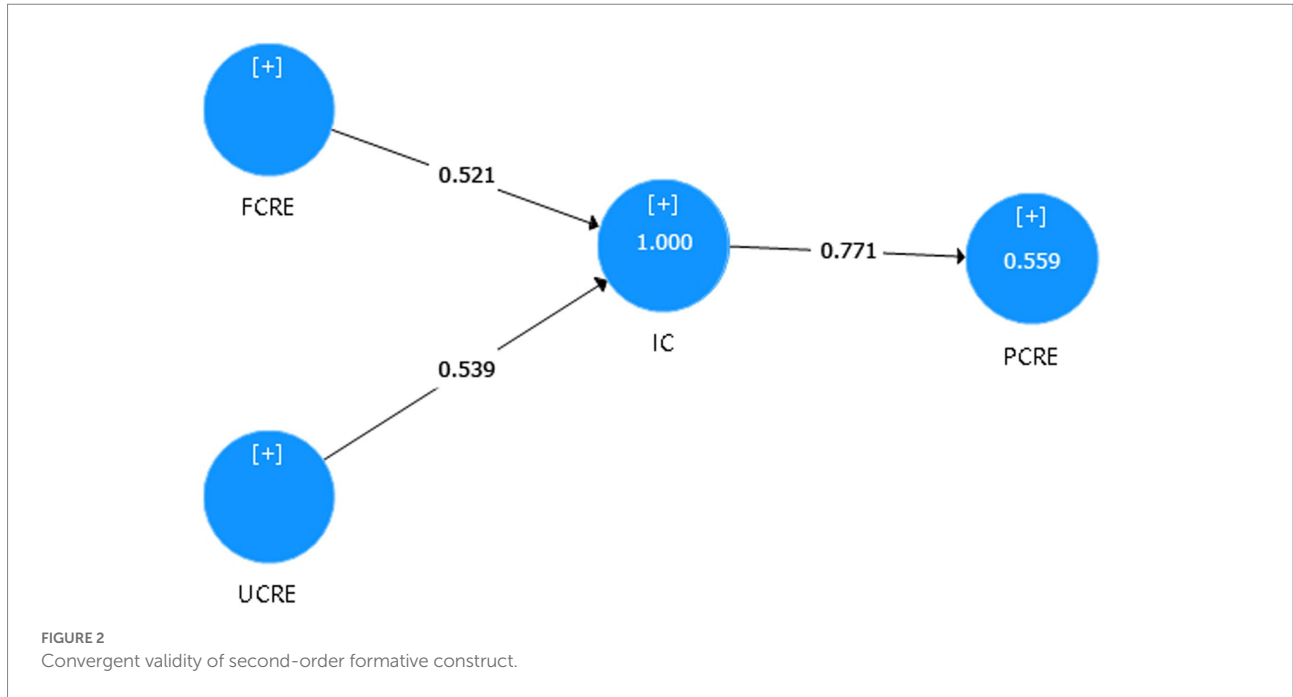 [+]
FCRE
0.521
[+]
1.000
IC
0.771
[+]
0.559
PCRE
0.539
[+]
UCRE
FIGURE 2
Convergent validity of second-order formative construct.